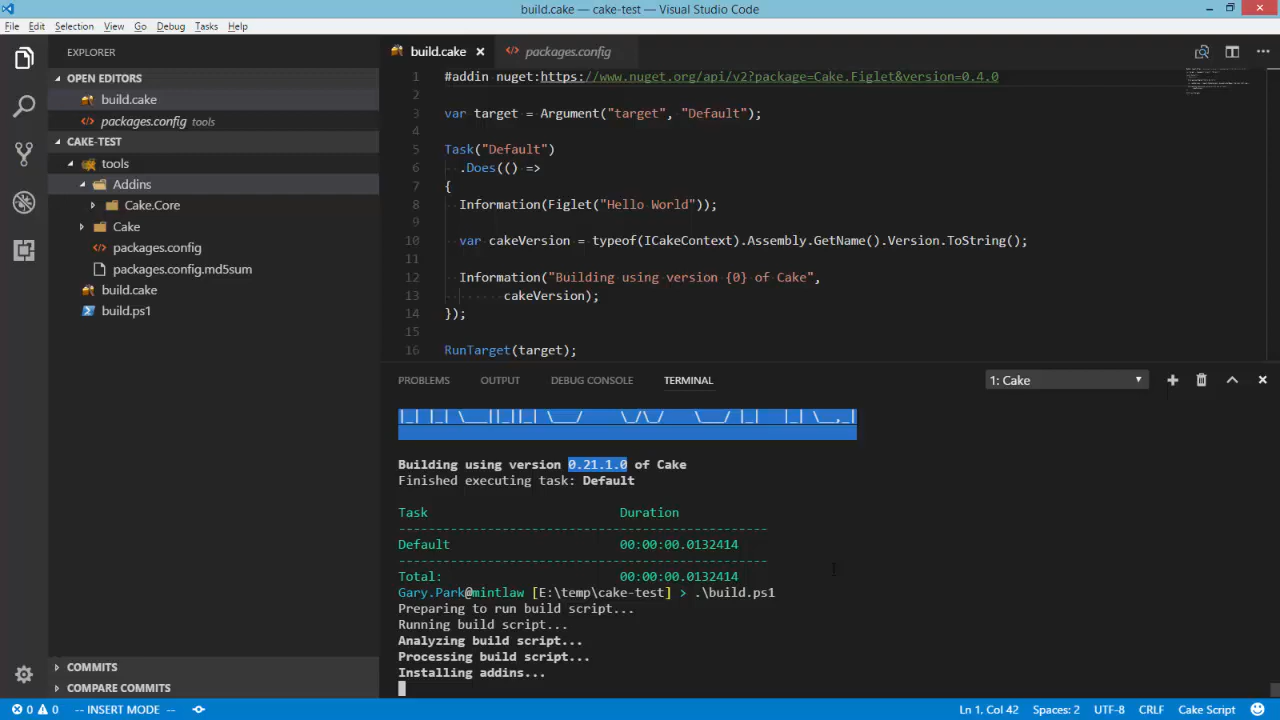 build.cake — cake-test — Visual Studio Code
File Edit Selection View Go Debug Tasks Help
EXPLORER
OPEN EDITORS
build.cake
packages.config tools
CAKE-TEST
tools
Addins
Cake.Core
Cake
packages.config
packages.config.md5sum
build.cake
build.ps1
COMMITS
COMPARE COMMITS
build.cake packages.config
1 #addin nuget:https://www.nuget.org/api/v2?package=Cake.Figlet&version=0.4.0
2
3 var target = Argument("target", "Default");
4
5 Task("Default")
6 .Does(() =>
7 {
8 Information(Figlet("Hello World"));
9
10 var cakeVersion = typeof(ICakeContext).Assembly.GetName().Version.ToString();
11
12 Information("Building using version {0} of Cake",
13 cakeVersion);
14 });
15
16 RunTarget(target);
PROBLEMS OUTPUT DEBUG CONSOLE TERMINAL 1: Cake
|_| |_| \___||_||_| \___/     \_/\_/    \___/ |_|   |_| \__,_|
Building using version 0.21.1.0 of Cake
Finished executing task: Default
Task Duration
--------------------------------------------------
Default 00:00:00.0132414
--------------------------------------------------
Total: 00:00:00.0132414
Gary.Park@mintlaw [E:\temp\cake-test] > .\build.ps1
Preparing to run build script...
Running build script...
Analyzing build script...
Processing build script...
Installing addins...
0 0 -- INSERT MODE -- Ln 1, Col 42 Spaces: 2 UTF-8 CRLF Cake Script